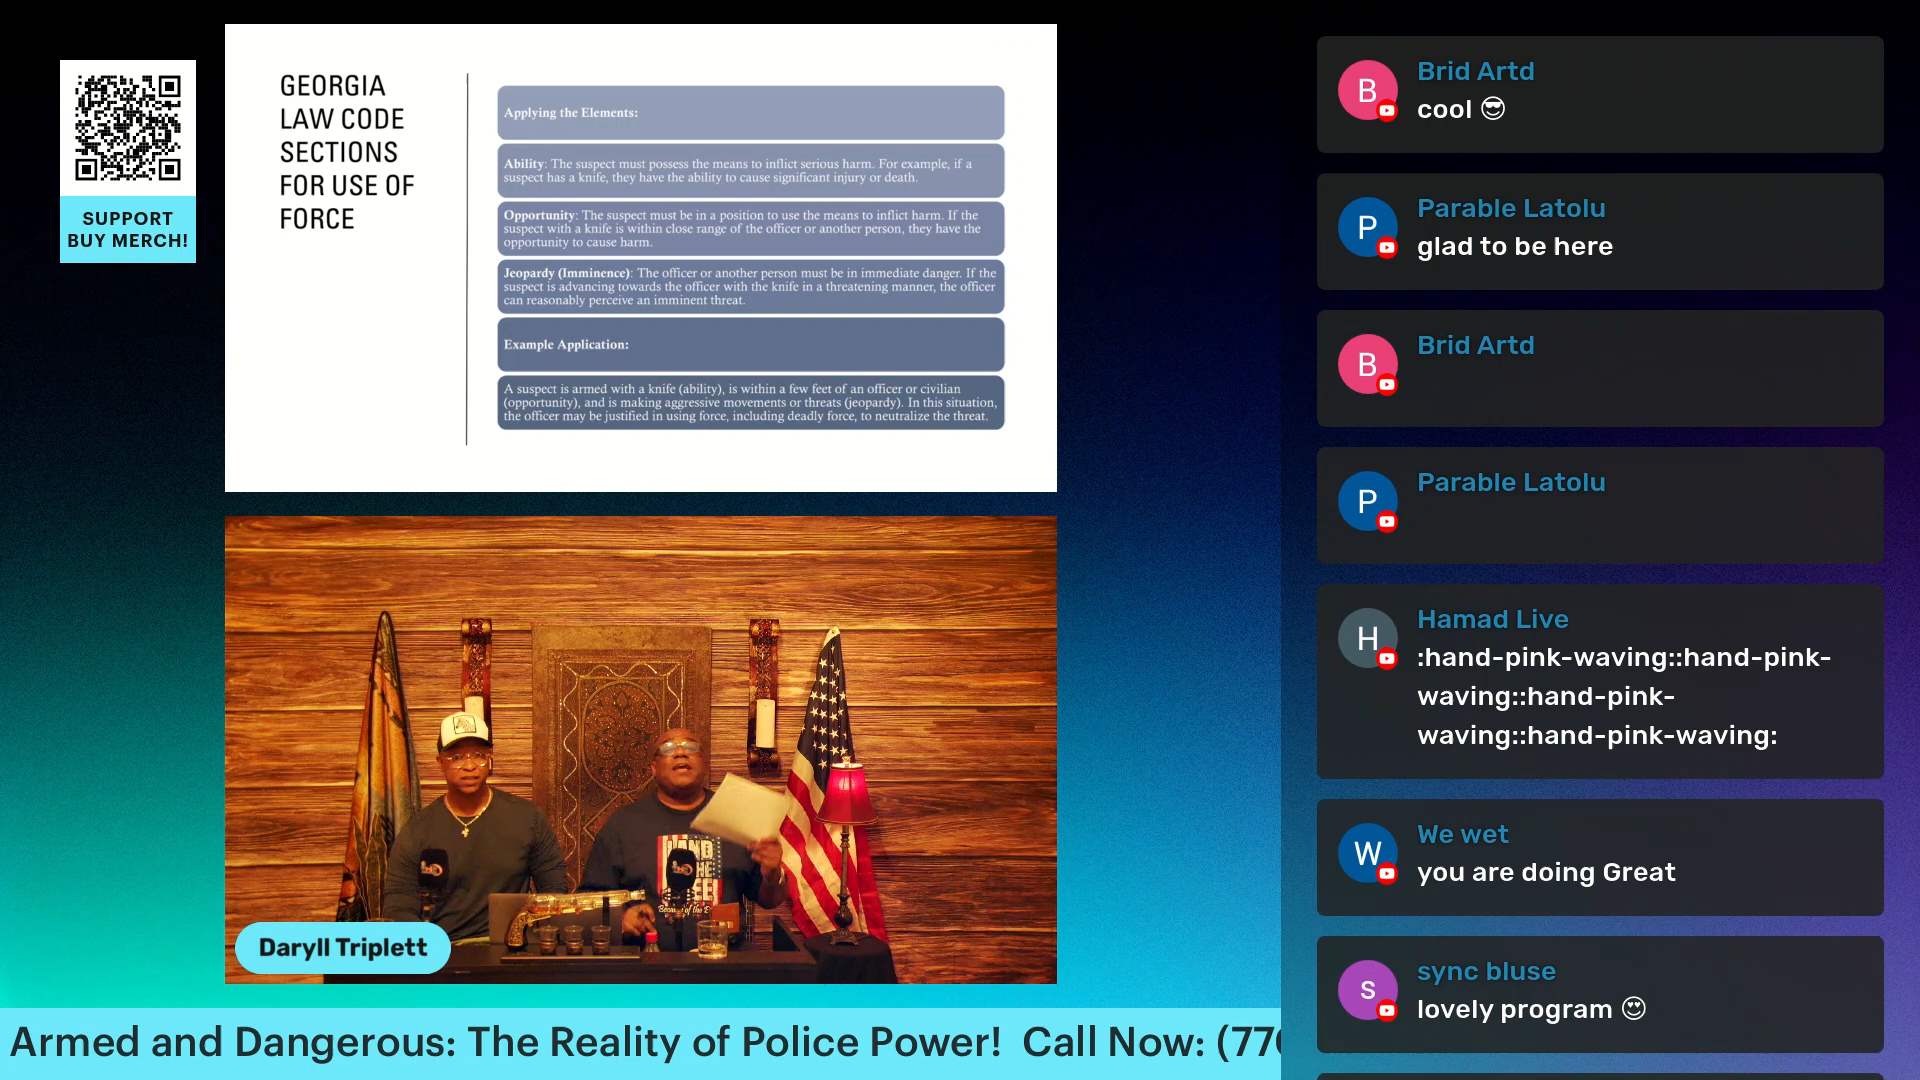 SUPPORT
BUY MERCH!
GEORGIA
LAW CODE
SECTIONS
FOR USE OF
FORCE
Applying the Elements:
Ability: The suspect must possess the means to inflict serious harm. For example, if a
suspect has a knife, they have the ability to cause significant injury or death.
Opportunity: The suspect must be in a position to use the means to inflict harm. If the
suspect with a knife is within close range of the officer or another person, they have the
opportunity to cause harm.
Jeopardy (Imminence): The officer or another person must be in immediate danger. If the
suspect is advancing towards the officer with the knife in a threatening manner, the officer
can reasonably perceive an imminent threat.
Example Application:
A suspect is armed with a knife (ability), is within a few feet of an officer or civilian
(opportunity), and is making aggressive movements or threats (jeopardy). In this situation,
the officer may be justified in using force, including deadly force, to neutralize the threat.
Daryll Triplett
Armed and Dangerous: The Reality of Police Power! Call Now: (770
B
Brid Artd
cool 😎
P
Parable Latolu
glad to be here
B
Brid Artd
P
Parable Latolu
H
Hamad Live
:hand-pink-waving::hand-pink-
waving::hand-pink-
waving::hand-pink-waving:
W
We wet
you are doing Great
s
sync bluse
lovely program 😍